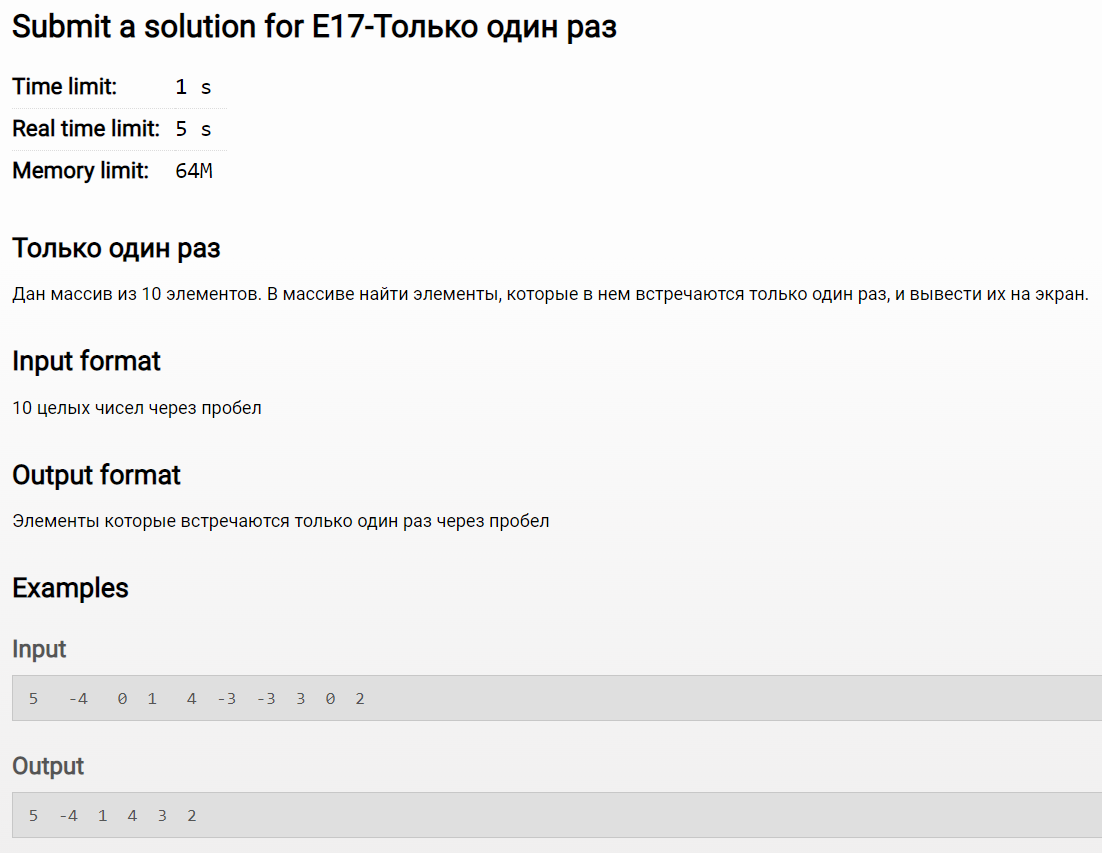 Submit a solution for E17-Только один раз
Time limit: 1 s
Real time limit: 5 s
Memory limit: 64M
Только один раз
Дан массив из 10 элементов. В массиве найти элементы, которые в нем встречаются только один раз, и вывести их на экран.
Input format
10 целых чисел через пробел
Output format
Элементы которые встречаются только один раз через пробел
Examples
Input
5 -4 0 1 4 -3 -3 3 0 2
Output
5 -4 1 4 3 2